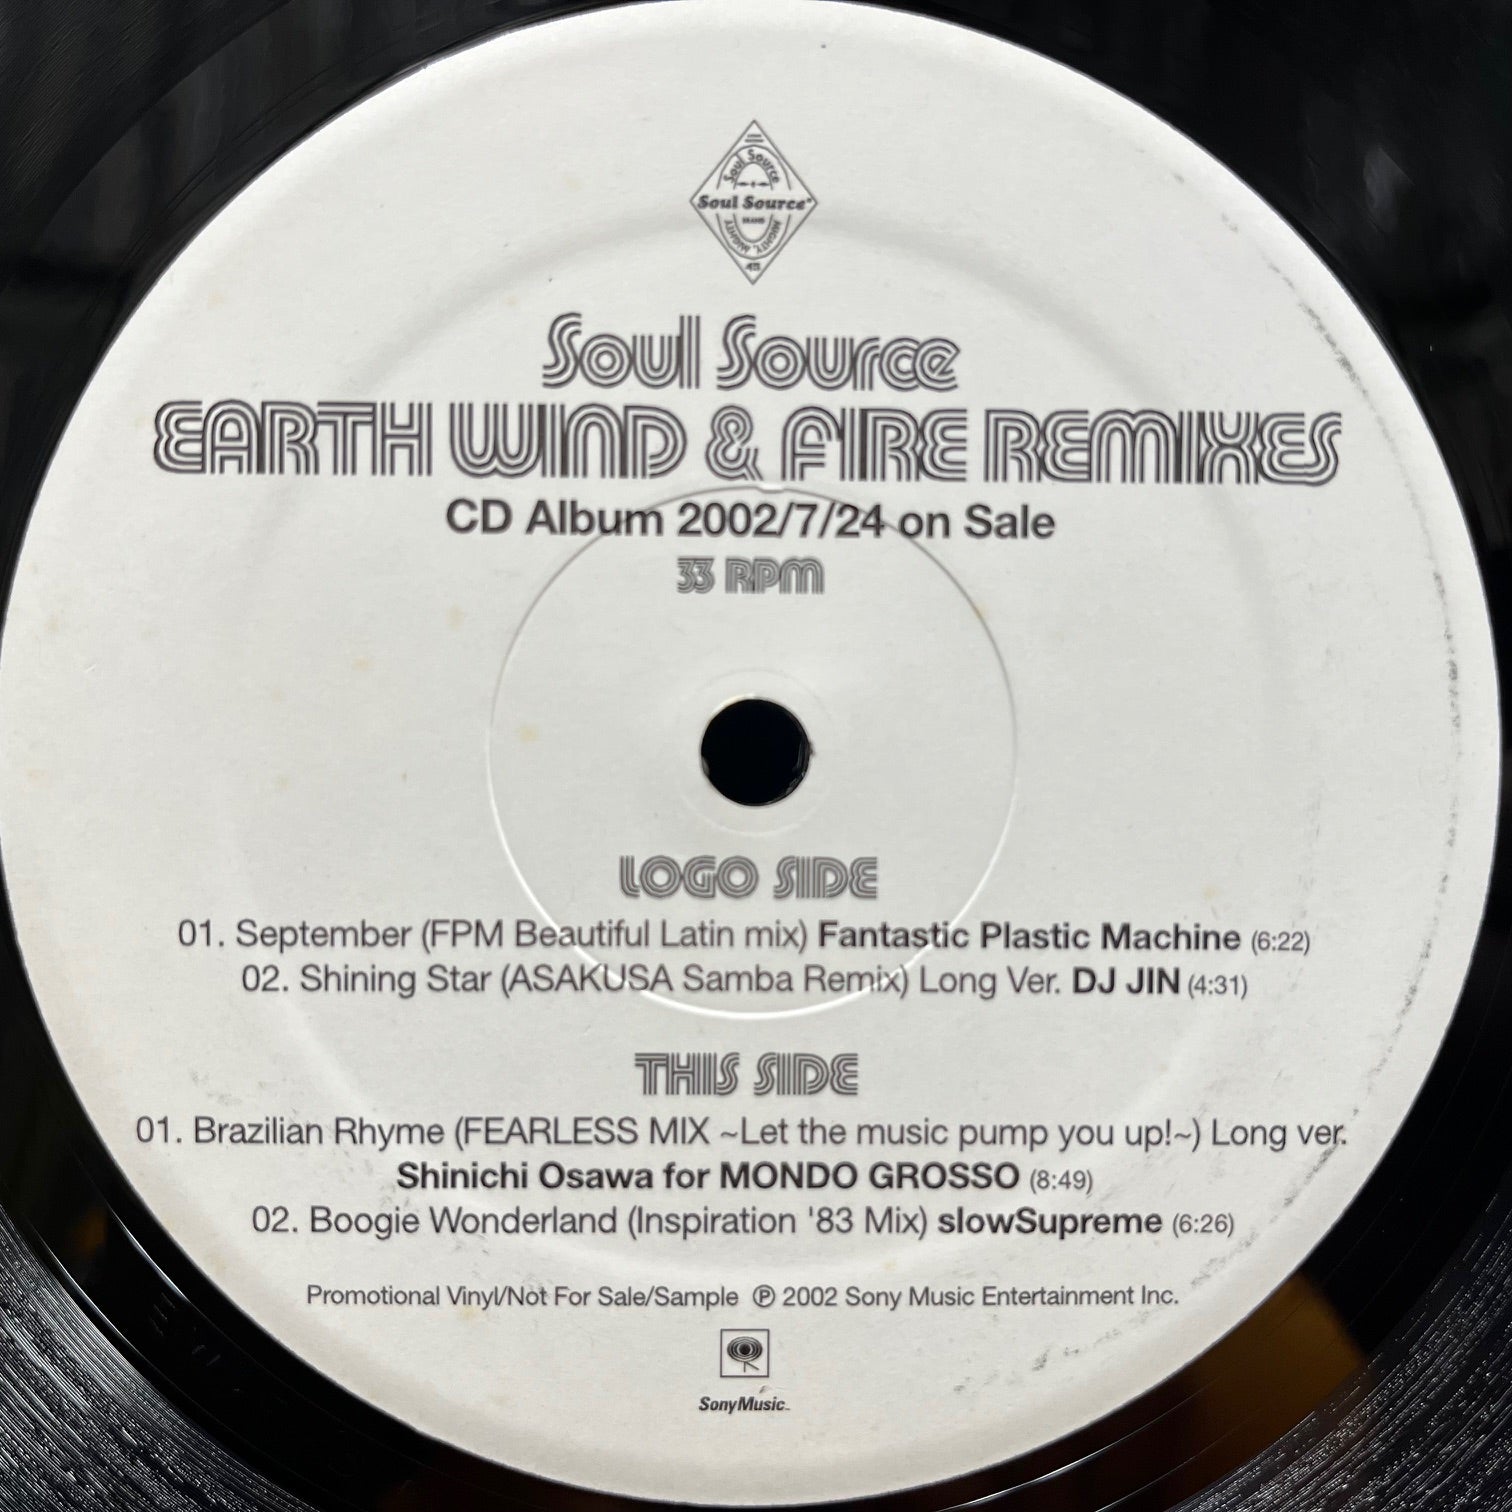 Soul Source
Soul Source
BRAND
MIGHTY, MIGHTY
45
Soul Source
EARTH WIND & FIRE REMIXES
CD Album 2002/7/24 on Sale
33 RPM
LOGO SIDE
01. September (FPM Beautiful Latin mix) Fantastic Plastic Machine (6:22)
02. Shining Star (ASAKUSA Samba Remix) Long Ver. DJ JIN (4:31)
THIS SIDE
01. Brazilian Rhyme (FEARLESS MIX ~Let the music pump you up!~) Long ver.
Shinichi Osawa for MONDO GROSSO (8:49)
02. Boogie Wonderland (Inspiration '83 Mix) slowSupreme (6:26)
Promotional Vinyl/Not For Sale/Sample ℗ 2002 Sony Music Entertainment Inc.
SonyMusic